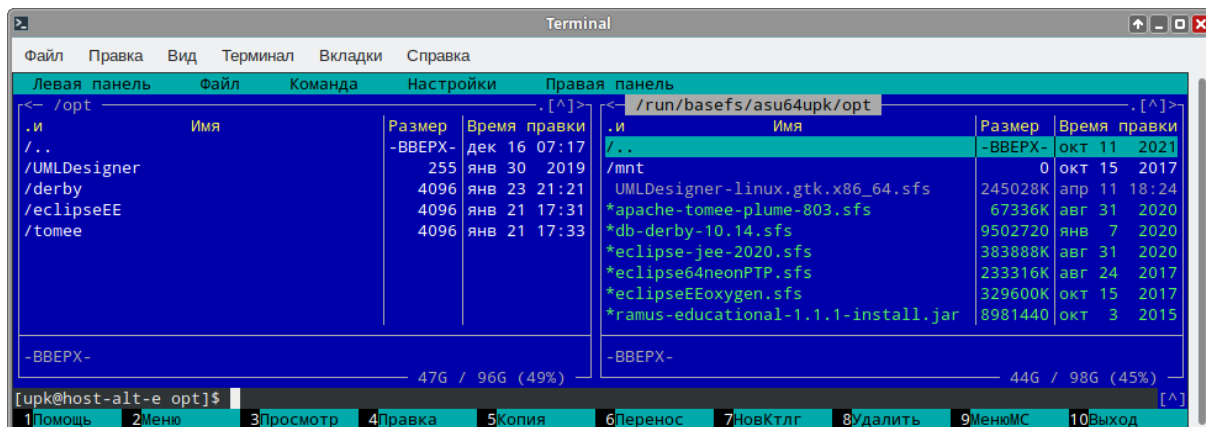 Terminal
Файл Правка Вид Терминал Вкладки Справка
Левая панель Файл Команда Настройки Правая панель
<— /opt .[^]> <— /run/basefs/asu64upk/opt .[^]>
.и Имя Размер Время правки .и Имя Размер Время правки
/.. -ВВЕРХ- дек 16 07:17 /.. -ВВЕРХ- окт 11 2021
/UMLDesigner 255 янв 30 2019 /mnt 0 окт 15 2017
/derby 4096 янв 23 21:21 UMLDesigner-linux.gtk.x86_64.sfs 245028K апр 11 18:24
/eclipseEE 4096 янв 21 17:31 *apache-tomee-plume-803.sfs 67336K авг 31 2020
/tomee 4096 янв 21 17:33 *db-derby-10.14.sfs 9502720 янв 7 2020
*eclipse-jee-2020.sfs 383888K авг 31 2020
*eclipse64neonPTP.sfs 233316K авг 24 2017
*eclipseEEoxygen.sfs 329600K окт 15 2017
*ramus-educational-1.1.1-install.jar 8981440 окт 3 2015
-ВВЕРХ- -ВВЕРХ-
47G / 96G (49%) 44G / 98G (45%)
[upk@host-alt-e opt]$ [^]
1Помощь 2Меню 3Просмотр 4Правка 5Копия 6Перенос 7НовКтлг 8Удалить 9МенюМС 10Выход